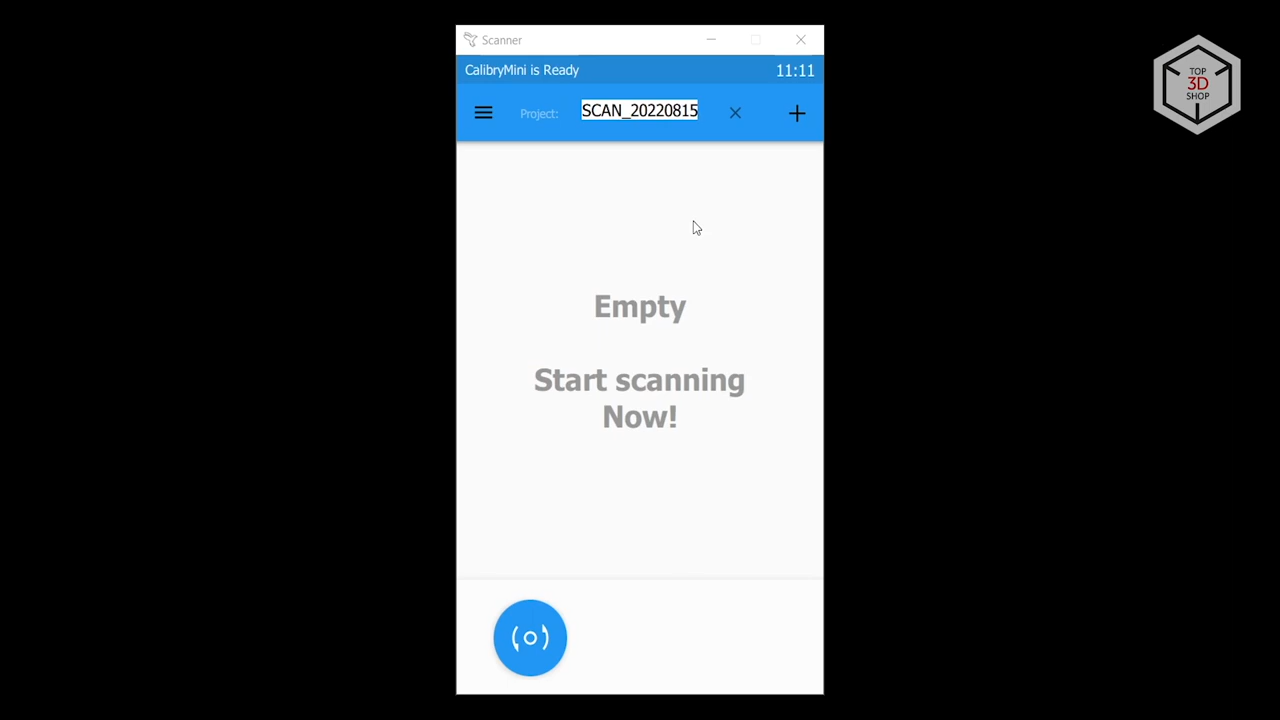 Scanner
CalibryMini is Ready 11:11
Project: SCAN_20220815
Empty
Start scanning
Now!
TOP
3D
SHOP